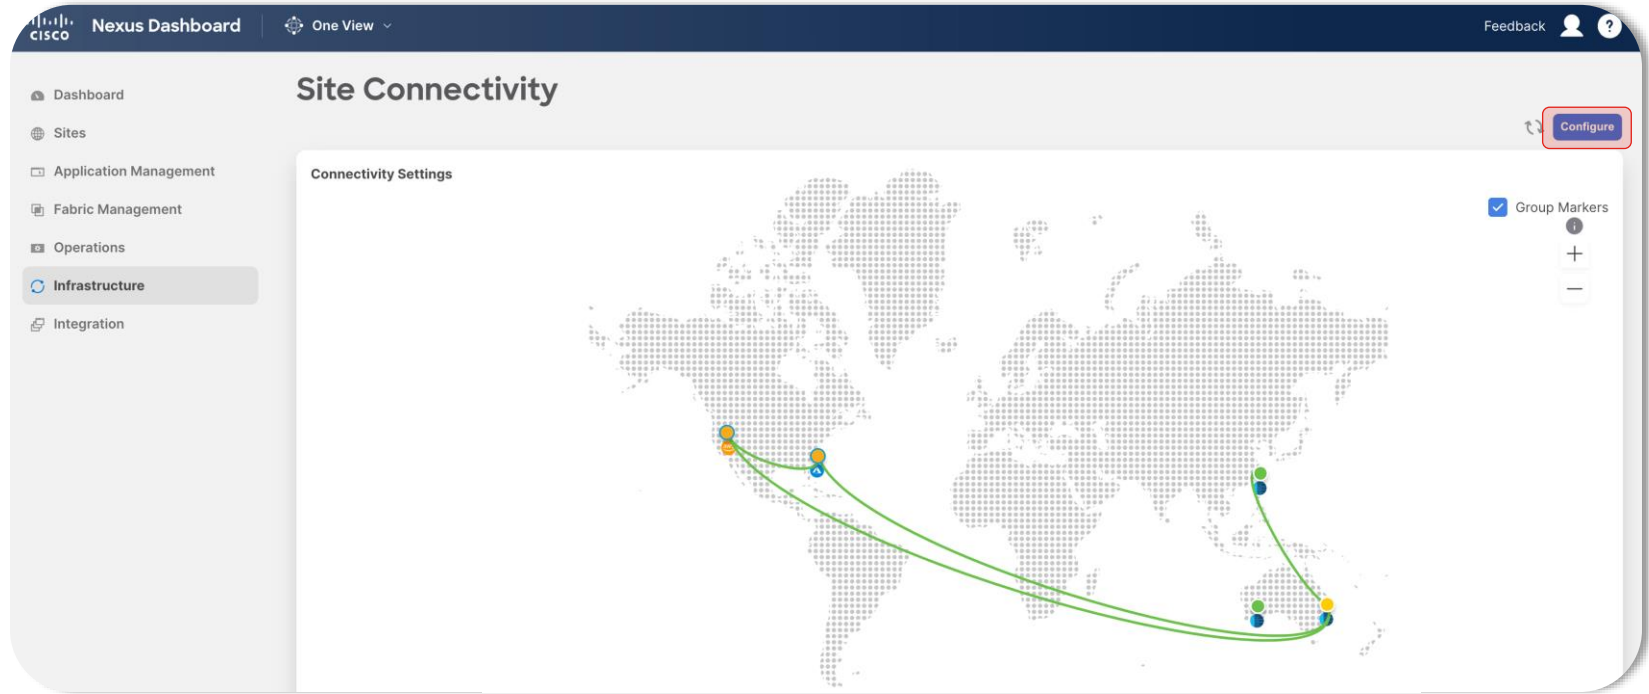 CISCO Nexus Dashboard One View Feedback ?
Dashboard
Sites
Application Management
Fabric Management
Operations
Infrastructure
Integration
Site Connectivity
Configure
Connectivity Settings
Group Markers
i